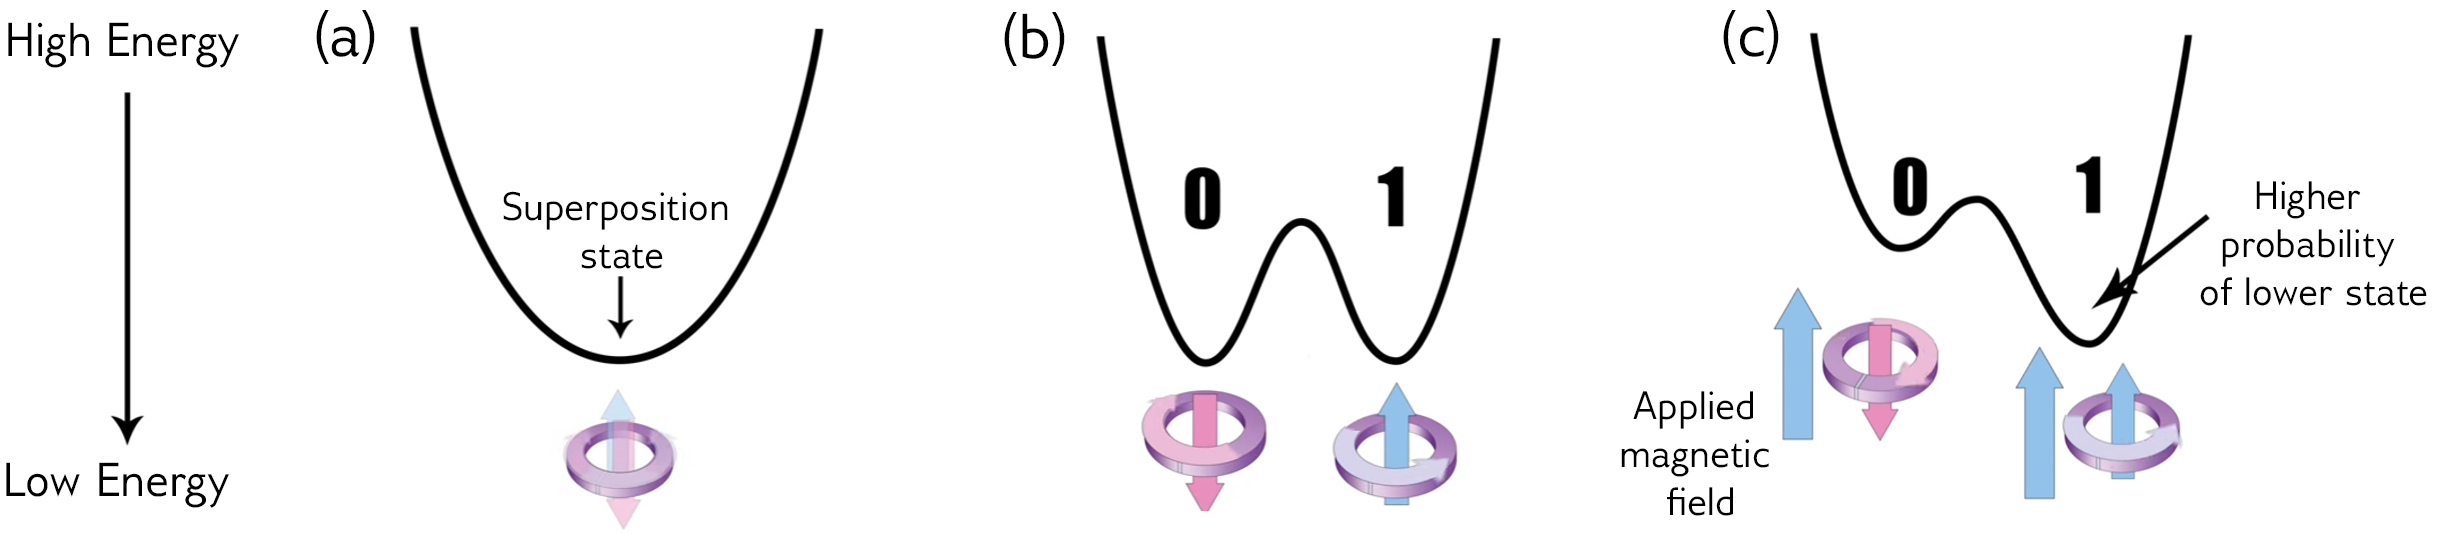 High Energy
Low Energy
(a)
Superposition
state
(b)
0
1
(c)
0
1
Higher
probability
of lower state
Applied
magnetic
field